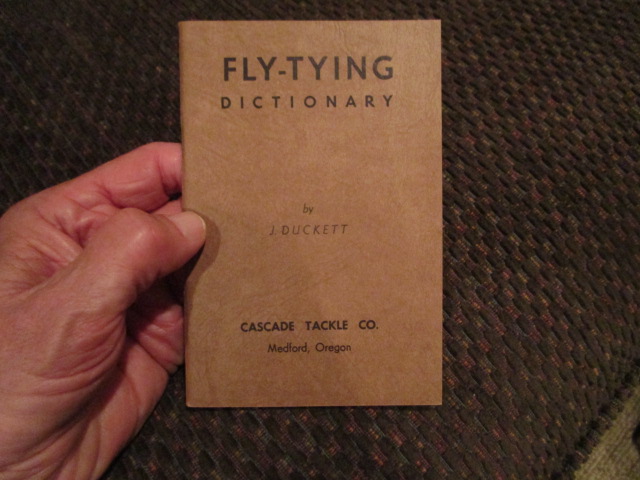 FLY-TYING
DICTIONARY
by
J. DUCKETT
CASCADE TACKLE CO.
Medford, Oregon